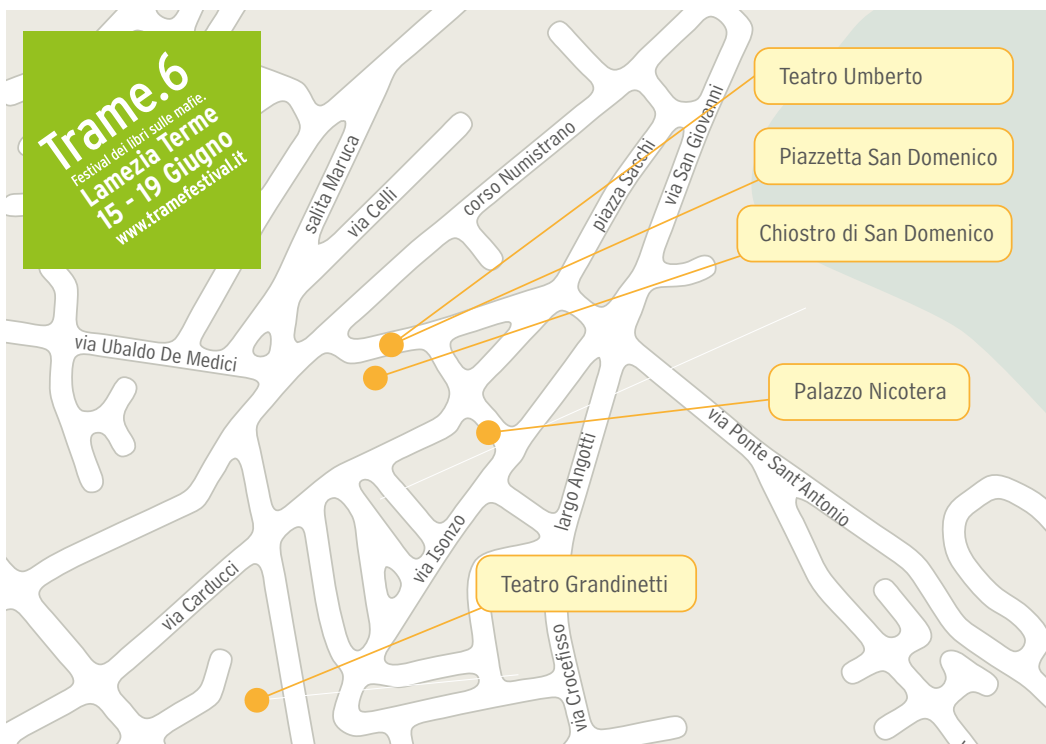 Trame.6
Festival dei libri sulle mafie.
Lamezia Terme
15 - 19 Giugno
www.tramefestival.it
Teatro Umberto
Piazzetta San Domenico
Chiostro di San Domenico
Palazzo Nicotera
Teatro Grandinetti
salita Maruca
via Celli
corso Numistrano
piazza Sacchi
via San Giovanni
via Ubaldo De Medici
via Ponte Sant'Antonio
largo Angotti
via Isonzo
via Carducci
via Crocefisso